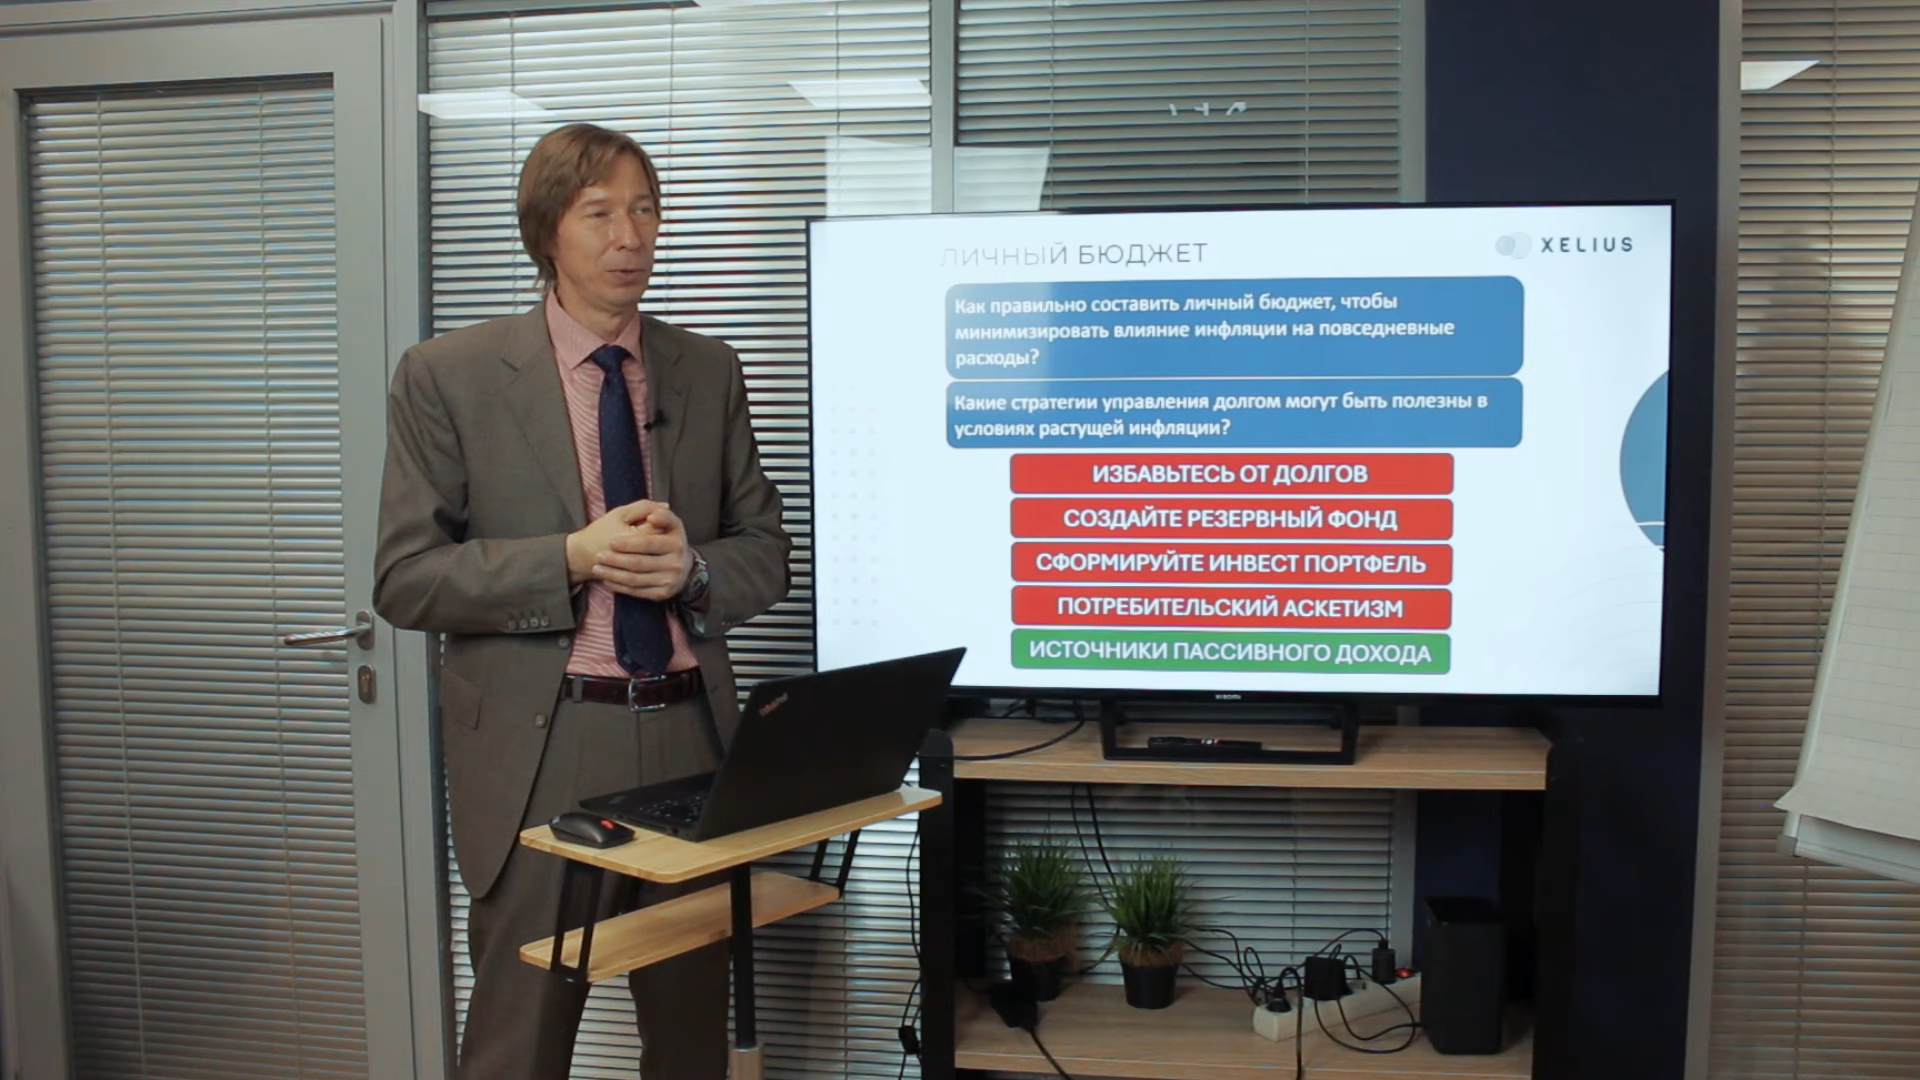 ЛИЧНЫЙ БЮДЖЕТ
XELIUS
Как правильно составить личный бюджет, чтобы
минимизировать влияние инфляции на повседневные
расходы?
Какие стратегии управления долгом могут быть полезны в
условиях растущей инфляции?
ИЗБАВЬТЕСЬ ОТ ДОЛГОВ
СОЗДАЙТЕ РЕЗЕРВНЫЙ ФОНД
СФОРМИРУЙТЕ ИНВЕСТ ПОРТФЕЛЬ
ПОТРЕБИТЕЛЬСКИЙ АСКЕТИЗМ
ИСТОЧНИКИ ПАССИВНОГО ДОХОДА
XIAOMI
ThinkPad